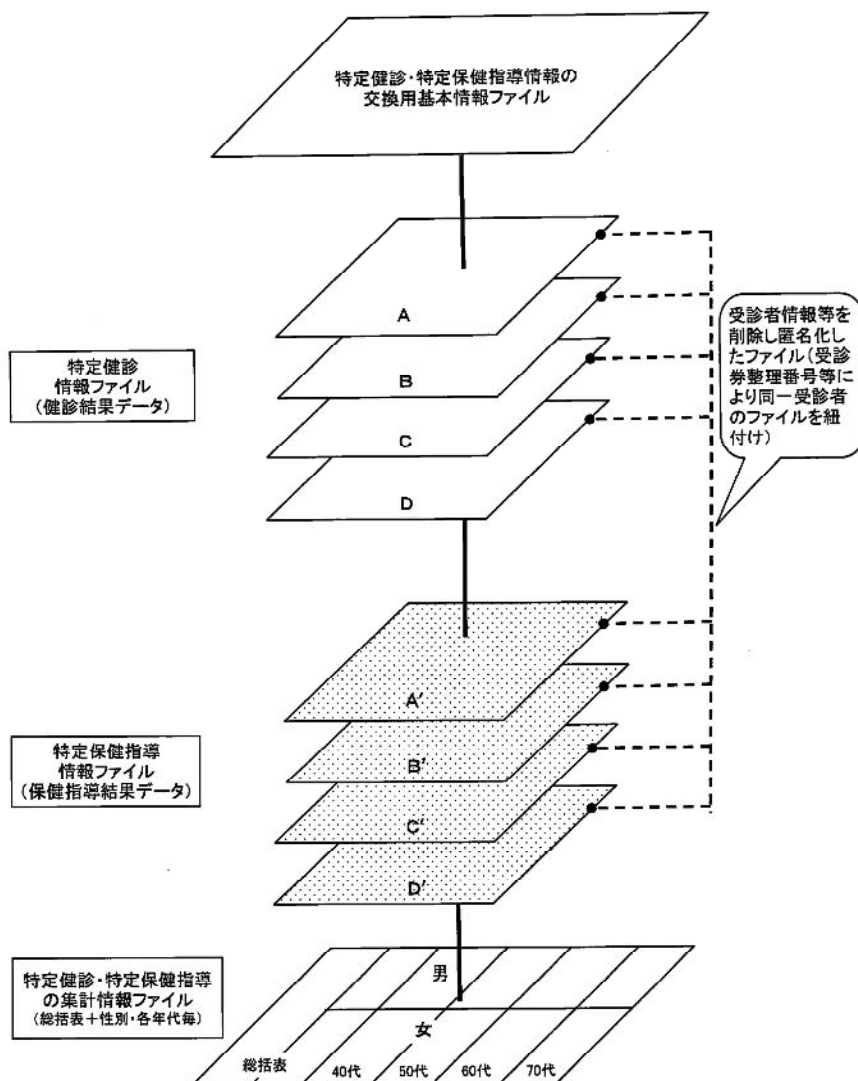 特定健診・特定保健指導情報の
交換用基本情報ファイル
A
B
C
D
特定健診
情報ファイル
(健診結果データ)
受診者情報等を
削除し匿名化し
たファイル(受診
券整理番号等に
より同一受診者
のファイルを紐
付け)
A′
B′
C′
D′
特定保健指導
情報ファイル
(保健指導結果データ)
特定健診・特定保健指導
の集計情報ファイル
(総括表+性別・各年代毎)
男
女
総括表
40代
50代
60代
70代